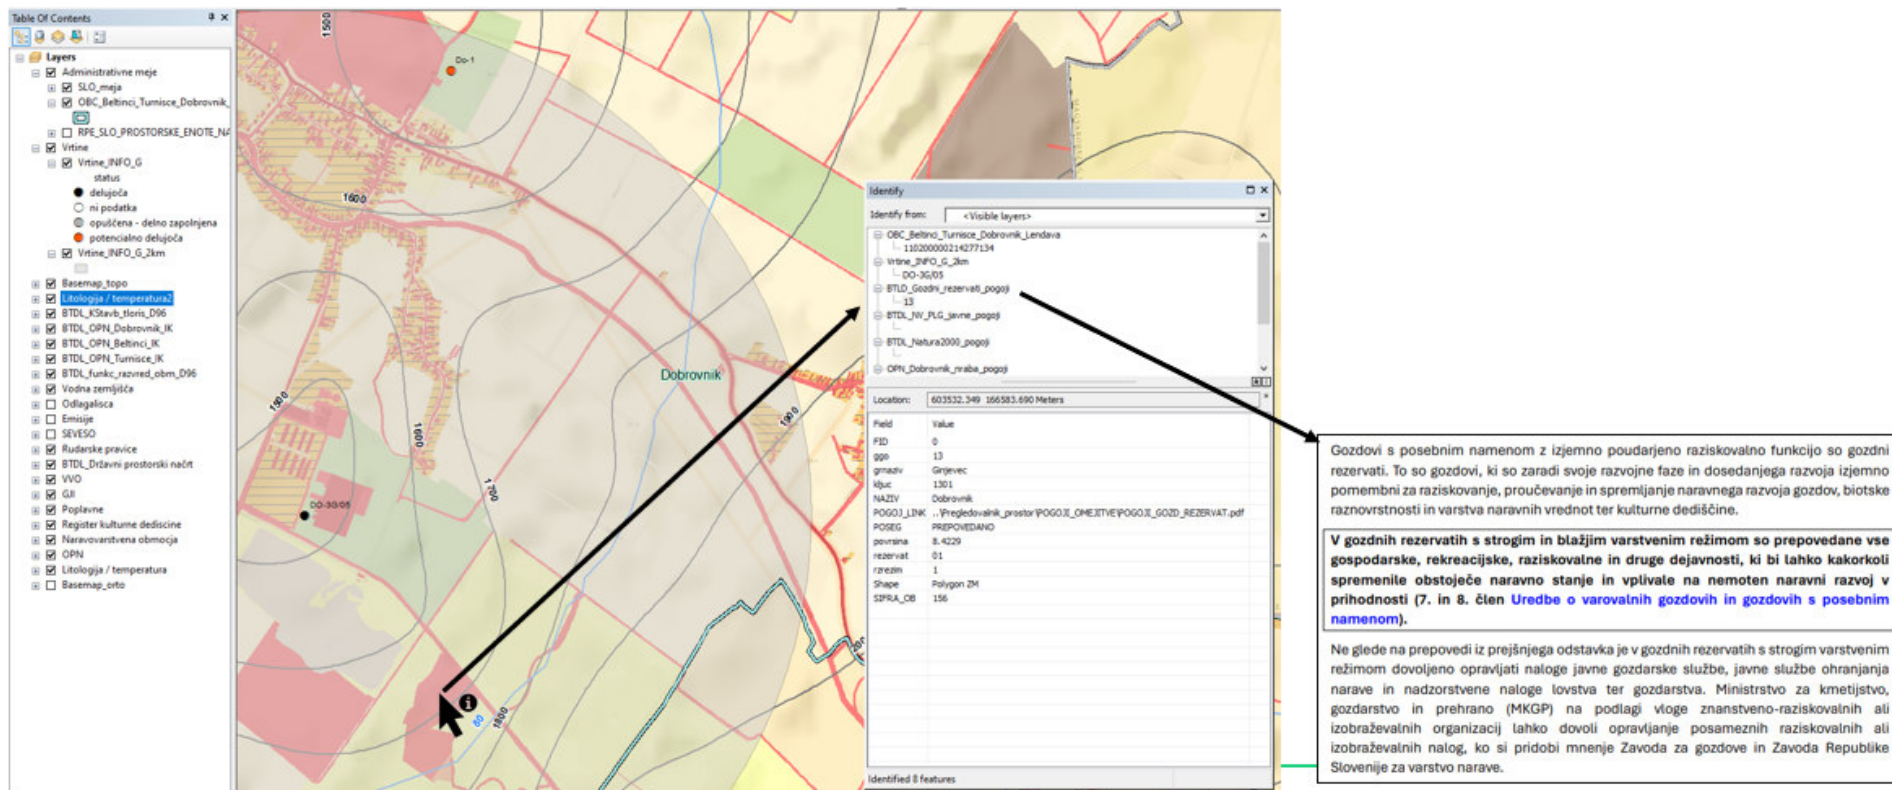 Table Of Contents
Layers
Administrativne meje
SLO_meja
OBC_Beltinci_Turnisce_Dobrovnik_
RPE_SLO_PROSTORSKE_ENOTE_NA
Vrtine
Vrtine_INFO_G
status
delujoča
ni podatka
opuščena - delno zapolnjena
potencialno delujoča
Vrtine_INFO_G_2km
Basemap_topo
Litologija / temperatura2
BTDL_KStavb_tloris_D96
BTDL_OPN_Dobrovnik_IK
BTDL_OPN_Beltinci_IK
BTDL_OPN_Turnisce_IK
BTDL_funkc_razvred_obm_D96
Vodna zemljišča
Odlagalisca
Emisije
SEVESO
Rudarske pravice
BTDL_Državni prostorski načrt
VVO
GJI
Poplavne
Register kulturne dediscine
Naravovarstvena obmocja
OPN
Litologija / temperatura
Basemap_orto
1500
Do-1
1600
Dobrovnik
1500
1600
1700
1900
DO-3G/05
80
1800
Identify
Identify from: <Visible layers>
OBC_Beltinci_Turnisce_Dobrovnik_Lendava
110200000214277134
Vrtine_INFO_G_2km
DO-3G/05
BTLD_Gozdni_rezervati_pogoji
13
BTDL_NV_PLG_javne_pogoji
BTDL_Natura2000_pogoji
OPN_Dobrovnik_nraba_pogoji
Location: 603532.349 166583.690 Meters
Field Value
FID 0
ggo 13
grnaziv Ginjevec
kljuc 1301
NAZIV Dobrovnik
POGOJ_LINK ..\Pregledovalnik_prostor\POGOJI_OMEJITVE\POGOJI_GOZD_REZERVAT.pdf
POSEG PREPOVEDANO
povrsina 8.4229
rezervat 01
rzrezim 1
Shape Polygon ZM
SIFRA_OB 156
Identified 8 features
Gozdovi s posebnim namenom z izjemno poudarjeno raziskovalno funkcijo so gozdni
rezervati. To so gozdovi, ki so zaradi svoje razvojne faze in dosedanjega razvoja izjemno
pomembni za raziskovanje, proučevanje in spremljanje naravnega razvoja gozdov, biotske
raznovrstnosti in varstva naravnih vrednot ter kulturne dediščine.
V gozdnih rezervatih s strogim in blažjim varstvenim režimom so prepovedane vse
gospodarske, rekreacijske, raziskovalne in druge dejavnosti, ki bi lahko kakorkoli
spremenile obstoječe naravno stanje in vplivale na nemoten naravni razvoj v
prihodnosti (7. in 8. člen Uredbe o varovalnih gozdovih in gozdovih s posebnim
namenom).
Ne glede na prepovedi iz prejšnjega odstavka je v gozdnih rezervatih s strogim varstvenim
režimom dovoljeno opravljati naloge javne gozdarske službe, javne službe ohranjanja
narave in nadzorstvene naloge lovstva ter gozdarstva. Ministrstvo za kmetijstvo,
gozdarstvo in prehrano (MKGP) na podlagi vloge znanstveno-raziskovalnih ali
izobraževalnih organizacij lahko dovoli opravljanje posameznih raziskovalnih ali
izobraževalnih nalog, ko si pridobi mnenje Zavoda za gozdove in Zavoda Republike
Slovenije za varstvo narave.